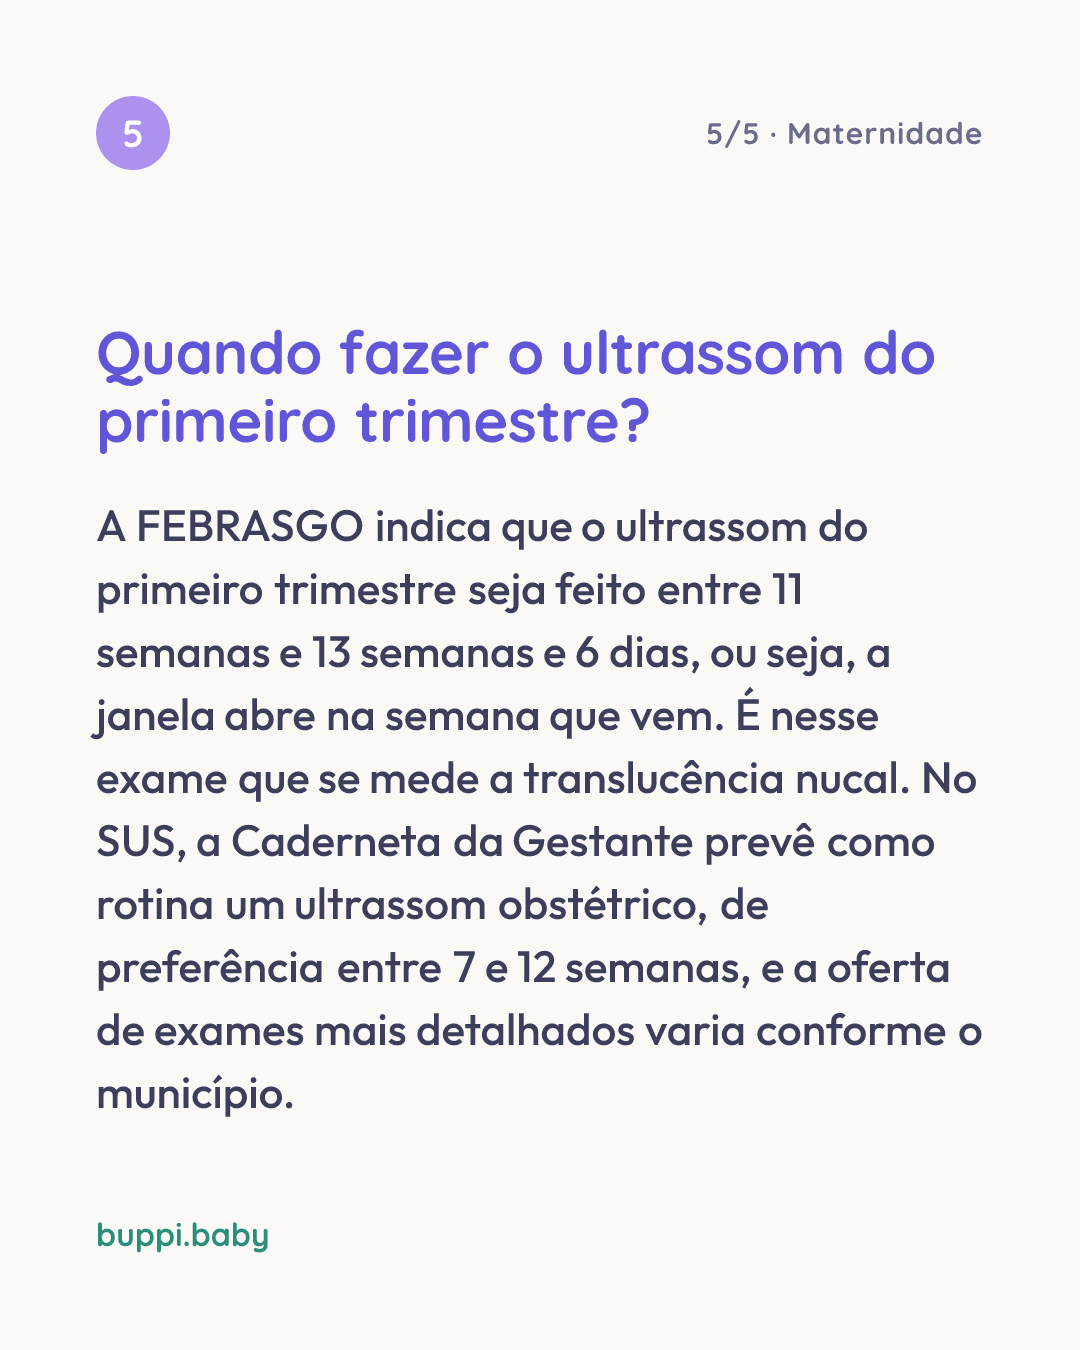 5
5/5 · Maternidade
Quando fazer o ultrassom do
primeiro trimestre?
A FEBRASGO indica que o ultrassom do
primeiro trimestre seja feito entre 11
semanas e 13 semanas e 6 dias, ou seja, a
janela abre na semana que vem. É nesse
exame que se mede a translucência nucal. No
SUS, a Caderneta da Gestante prevê como
rotina um ultrassom obstétrico, de
preferência entre 7 e 12 semanas, e a oferta
de exames mais detalhados varia conforme o
município.
buppi.baby